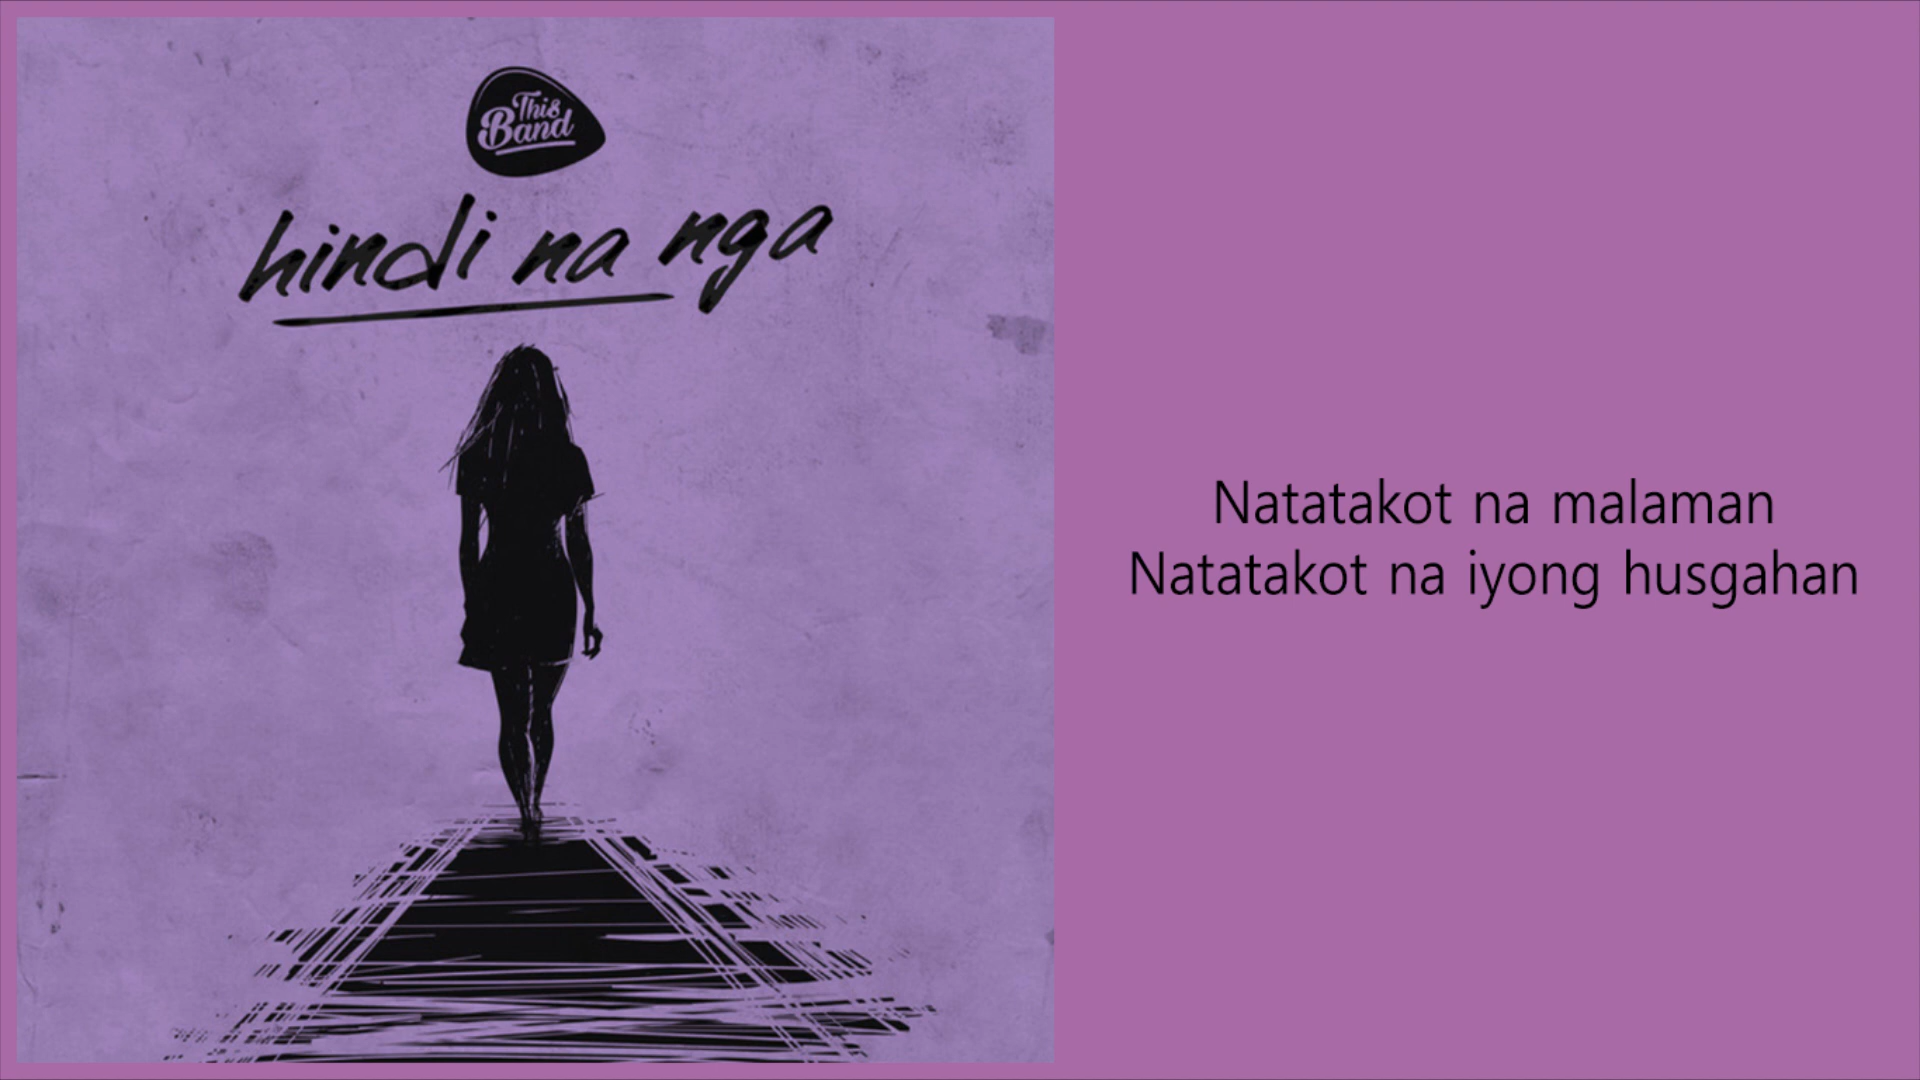 This
Band
hindi na nga
Natatakot na malaman
Natatakot na iyong husgahan